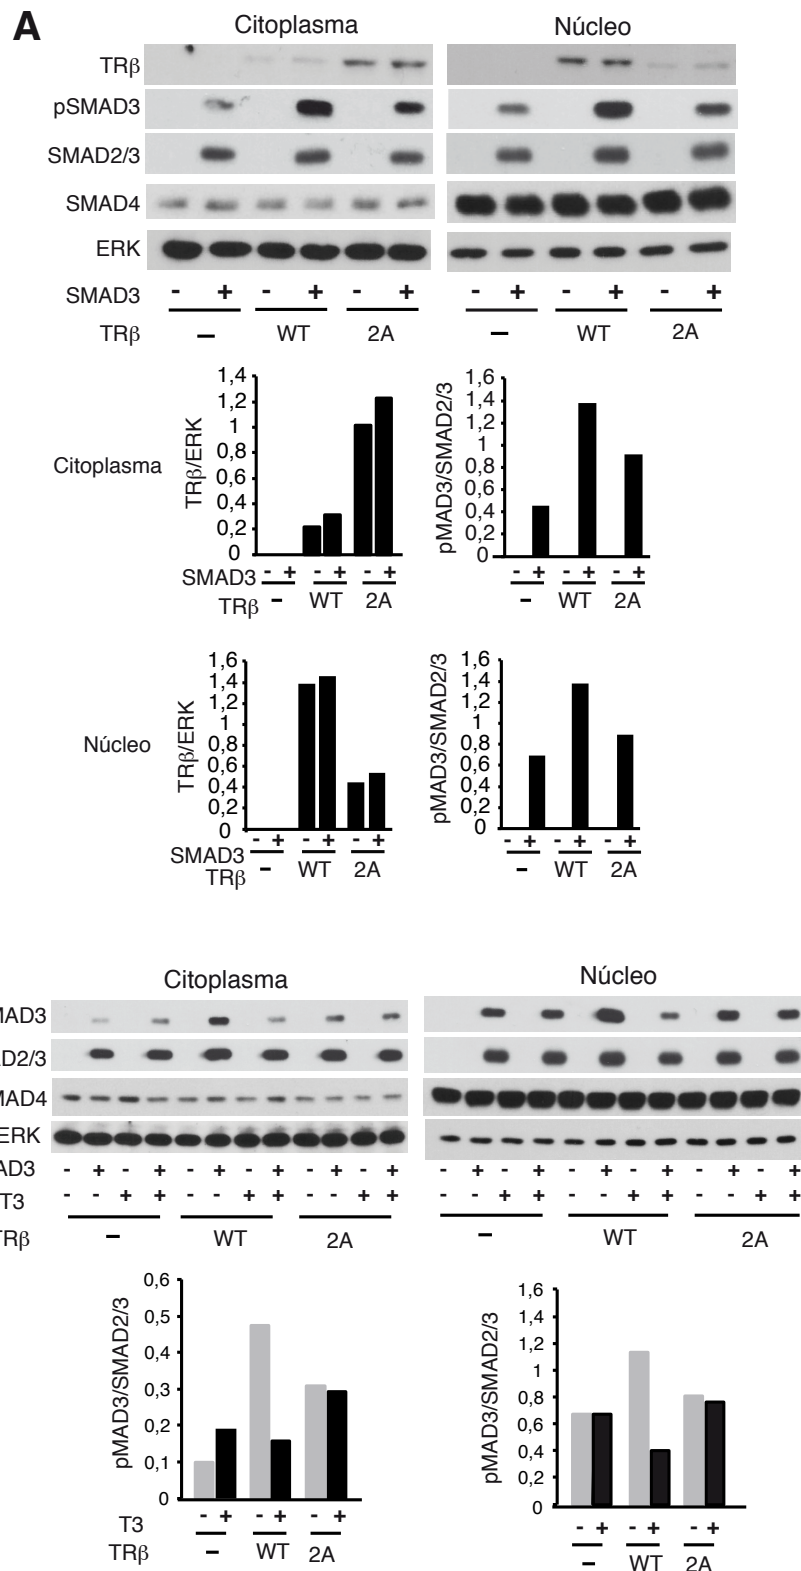 A
Citoplasma Núcleo
TRβ
pSMAD3
SMAD2/3
SMAD4
ERK
SMAD3 - + - + - + - + - + - +
TRβ – WT 2A – WT 2A
Citoplasma
TRβ/ERK
1,4
1,2
1
0,8
0,6
0,4
0,2
0
SMAD3 - + - + - +
TRβ – WT 2A
pMAD3/SMAD2/3
1,6
1,4
1,2
1
0,8
0,6
0,4
0,2
0
- + - + - +
– WT 2A
Núcleo
TRβ/ERK
1,6
1,4
1,2
1
0,8
0,6
0,4
0,2
0
SMAD3 - + - + - +
TRβ – WT 2A
pMAD3/SMAD2/3
1,6
1,4
1,2
1
0,8
0,6
0,4
0,2
0
- + - + - +
– WT 2A
Citoplasma Núcleo
MAD3
AD2/3
MAD4
ERK
AD3 - + - + - + - + - + - + - + - + - + - + - + - +
T3 - - + + - - + + - - + + - - + + - - + + - - + +
TRβ – WT 2A – WT 2A
pMAD3/SMAD2/3
0,6
0,5
0,4
0,3
0,2
0,1
0
T3 - + - + - +
TRβ – WT 2A
pMAD3/SMAD2/3
1,6
1,4
1,2
1
0,8
0,6
0,4
0,2
0
- + - + - +
– WT 2A